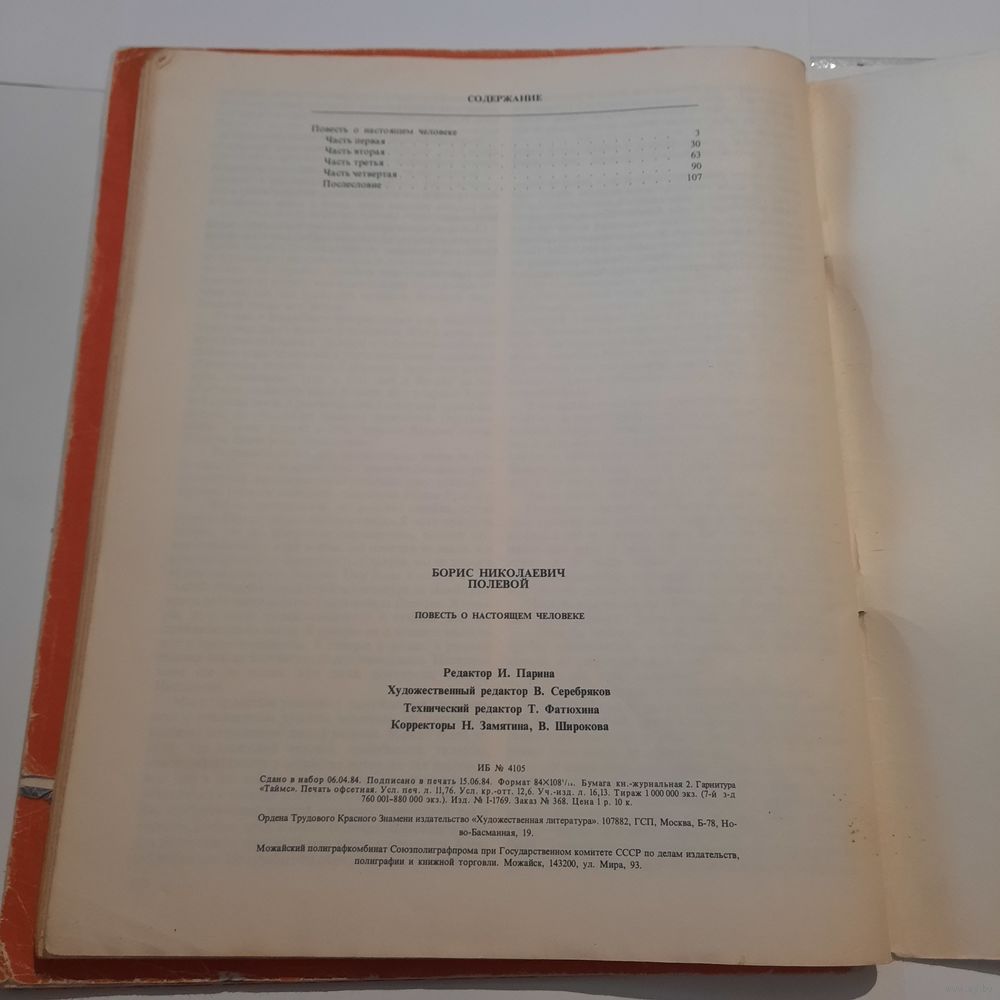 СОДЕРЖАНИЕ
Повесть о настоящем человеке
Часть первая . . . . . . . . . . 3
Часть вторая . . . . . . . . . . 30
Часть третья . . . . . . . . . . 63
Часть четвертая . . . . . . . . . . 90
Послесловие . . . . . . . . . . 107
БОРИС НИКОЛАЕВИЧ
ПОЛЕВОЙ
ПОВЕСТЬ О НАСТОЯЩЕМ ЧЕЛОВЕКЕ
Редактор И. Парина
Художественный редактор В. Серебряков
Технический редактор Т. Фатюхина
Корректоры Н. Замятина, В. Широкова
ИБ № 4105
Сдано в набор 06.04.84. Подписано в печать 15.06.84. Формат 84×108¹/₁₆. Бумага кн.-журнальная 2. Гарнитура
«Таймс». Печать офсетная. Усл. печ. л. 11,76. Усл. кр.-отт. 12,6. Уч.-изд. л. 16,13. Тираж 1 000 000 экз. (7-й з-д
760 001–880 000 экз.). Изд. № I-1769. Заказ № 368. Цена 1 р. 10 к.
Ордена Трудового Красного Знамени издательство «Художественная литература». 107882, ГСП, Москва, Б-78, Но-
во-Басманная, 19.
Можайский полиграфкомбинат Союзполиграфпрома при Государственном комитете СССР по делам издательств,
полиграфии и книжной торговли. Можайск, 143200, ул. Мира, 93.